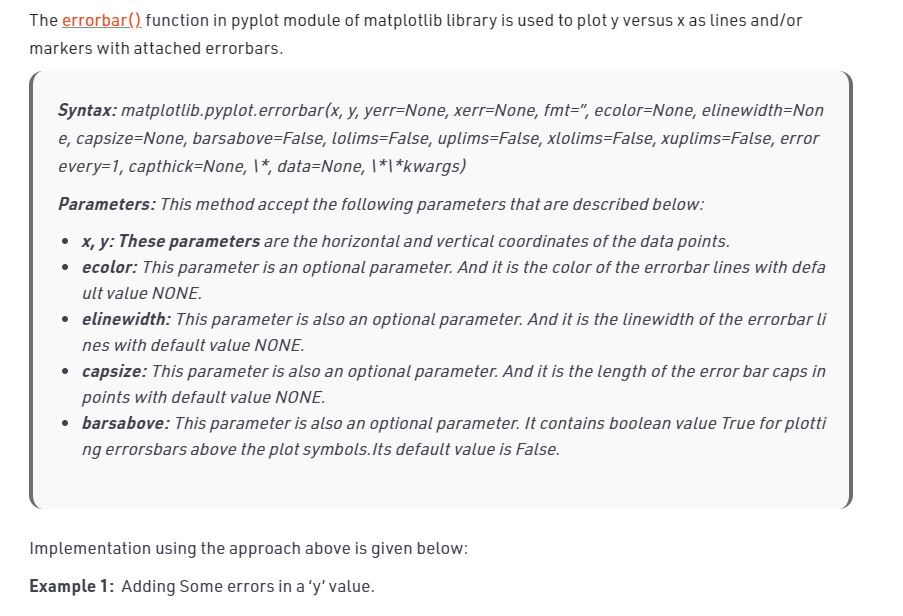 The errorbar() function in pyplot module of matplotlib library is used to plot y versus x as lines and/or
markers with attached errorbars.
Syntax: matplotlib.pyplot.errorbar(x, y, yerr=None, xerr=None, fmt=”, ecolor=None, elinewidth=Non
e, capsize=None, barsabove=False, lolims=False, uplims=False, xlolims=False, xuplims=False, error
every=1, capthick=None, \*, data=None, \*\*kwargs)
Parameters: This method accept the following parameters that are described below:
• x, y: These parameters are the horizontal and vertical coordinates of the data points.
• ecolor: This parameter is an optional parameter. And it is the color of the errorbar lines with defa
ult value NONE.
• elinewidth: This parameter is also an optional parameter. And it is the linewidth of the errorbar li
nes with default value NONE.
• capsize: This parameter is also an optional parameter. And it is the length of the error bar caps in
points with default value NONE.
• barsabove: This parameter is also an optional parameter. It contains boolean value True for plotti
ng errorsbars above the plot symbols.Its default value is False.
Implementation using the approach above is given below:
Example 1: Adding Some errors in a ‘y’ value.